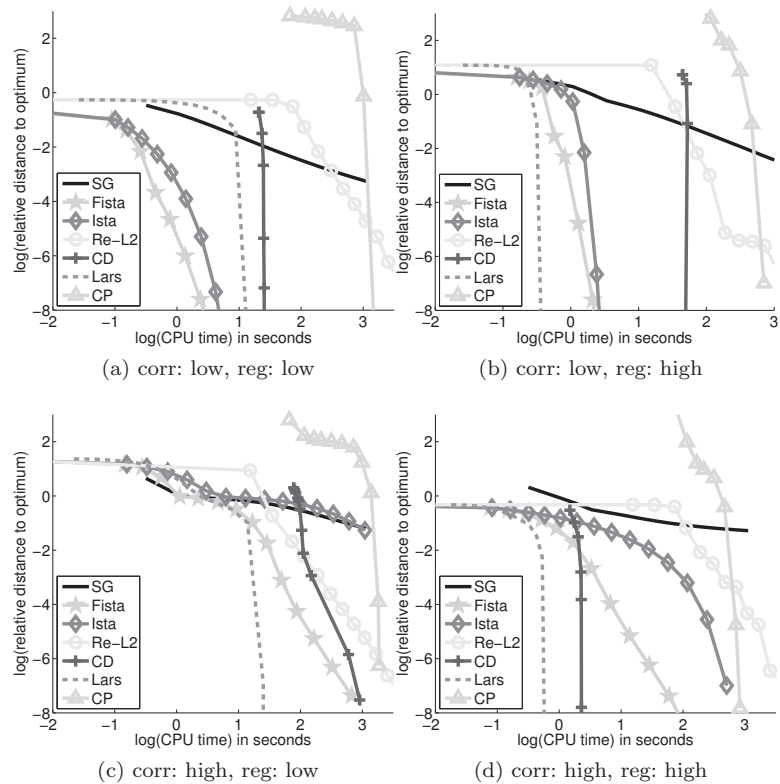 log(relative distance to optimum)
2
0
−2
−4
−6
−8
SG
Fista
Ista
Re−L2
CD
Lars
CP
−2 −1 0 1 2 3
log(CPU time) in seconds
(a) corr: low, reg: low
log(relative distance to optimum)
2
0
−2
−4
−6
−8
SG
Fista
Ista
Re−L2
CD
Lars
CP
−2 −1 0 1 2 3
log(CPU time) in seconds
(b) corr: low, reg: high
log(relative distance to optimum)
2
0
−2
−4
−6
−8
SG
Fista
Ista
Re−L2
CD
Lars
CP
−2 −1 0 1 2 3
log(CPU time) in seconds
(c) corr: high, reg: low
log(relative distance to optimum)
2
0
−2
−4
−6
−8
SG
Fista
Ista
Re−L2
CD
Lars
CP
−2 −1 0 1 2 3
log(CPU time) in seconds
(d) corr: high, reg: high